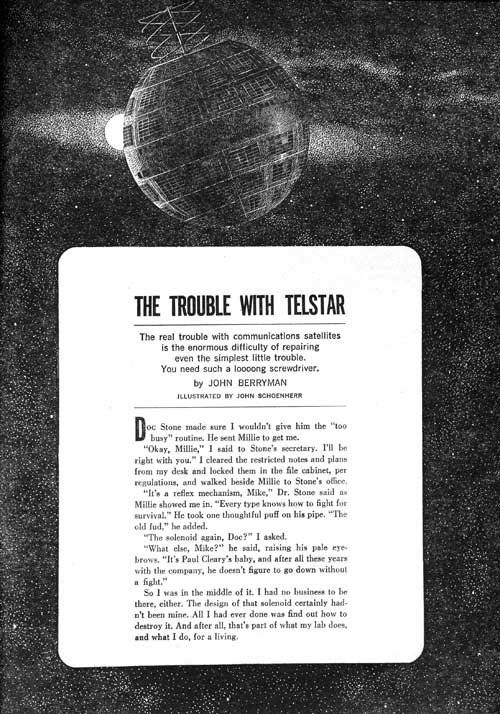 THE TROUBLE WITH TELSTAR
The real trouble with communications satellites
is the enormous difficulty of repairing
even the simplest little trouble.
You need such a loooong screwdriver.
by JOHN BERRYMAN
ILLUSTRATED BY JOHN SCHOENHERR
Doc Stone made sure I wouldn't give him the "too
busy" routine. He sent Millie to get me.
"Okay, Millie," I said to Stone's secretary. I'll be
right with you." I cleared the restricted notes and plans
from my desk and locked them in the file cabinet, per
regulations, and walked beside Millie to Stone's office.
"It's a reflex mechanism, Mike," Dr. Stone said as
Millie showed me in. "Every type knows how to fight for
survival." He took one thoughtful puff on his pipe. "The
old fud," he added.
"The solenoid again, Doc?" I asked.
"What else, Mike?" he said, raising his pale eye-
brows. "It's Paul Cleary's baby, and after all these years
with the company, he doesn't figure to go down without
a fight."
So I was in the middle of it. I had no business to be
there, either. The design of that solenoid certainly had-
n't been mine. All I had ever done was find out how to
destroy it. And after all, that's part of what my lab does,
and what I do, for a living.